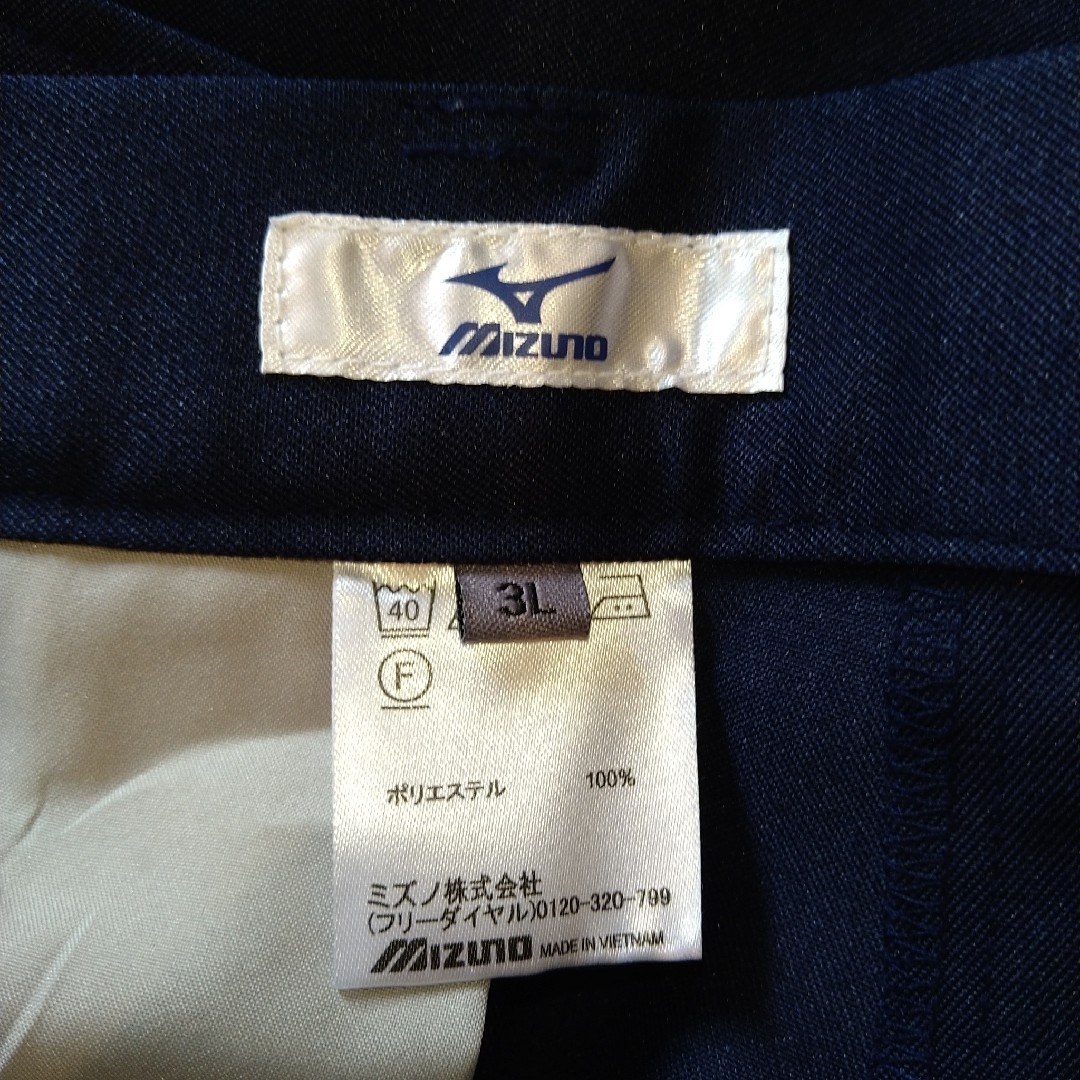 MIZUNO
40
3L
F
ポリエステル 100%
ミズノ株式会社
(フリーダイヤル)0120-320-799
MIZUNO MADE IN VIETNAM